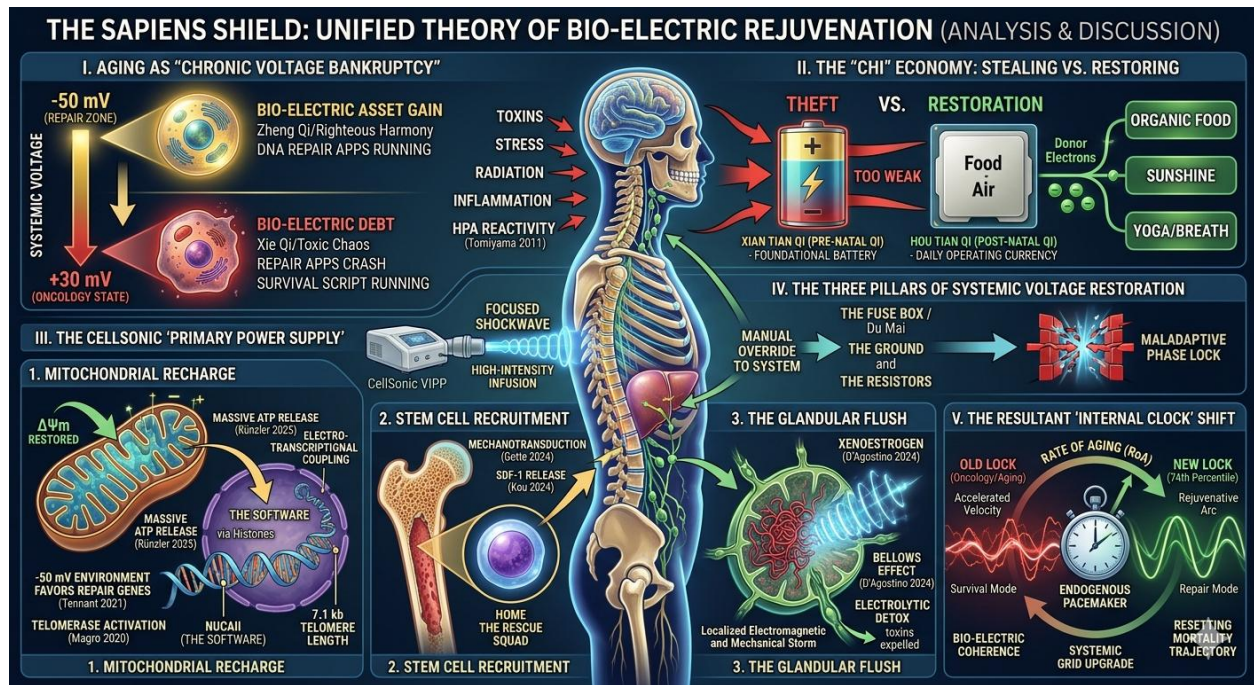 THE SAPIENS SHIELD: UNIFIED THEORY OF BIO-ELECTRIC REJUVENATION (ANALYSIS & DISCUSSION)
I. AGING AS “CHRONIC VOLTAGE BANKRUPTCY”
SYSTEMIC VOLTAGE
-50 mV
(REPAIR ZONE)
BIO-ELECTRIC ASSET GAIN
Zheng Qi/Righteous Harmony
DNA REPAIR APPS RUNNING
+30 mV
(ONCOLOGY STATE)
BIO-ELECTRIC DEBT
Xie Qi/Toxic Chaos
REPAIR APPS CRASH
SURVIVAL SCRIPT RUNNING
TOXINS
STRESS
RADIATION
INFLAMMATION
HPA REACTIVITY
(Tomiyama 2011)
II. THE “CHI” ECONOMY: STEALING VS. RESTORING
THEFT
VS.
RESTORATION
TOO WEAK
Food
-
Air
Donor
Electrons
ORGANIC FOOD
SUNSHINE
YOGA/BREATH
XIAN TIAN QI (PRE-NATAL QI)
- FOUNDATIONAL BATTERY
HOU TIAN QI (POST-NATAL QI)
- DAILY OPERATING CURRENCY
III. THE CELLSONIC ‘PRIMARY POWER SUPPLY’
CellSonic VIPP
FOCUSED
SHOCKWAVE
HIGH-INTENSITY
INFUSION
MANUAL
OVERRIDE
TO SYSTEM
IV. THE THREE PILLARS OF SYSTEMIC VOLTAGE RESTORATION
THE FUSE BOX /
Du Mai
THE GROUND
and
THE RESISTORS
MALADAPTIVE
PHASE LOCK
1. MITOCHONDRIAL RECHARGE
ΔΨm
RESTORED
MASSIVE ATP RELEASE
(Rünzler 2025)
ELECTRO-
TRANSCRIPTIGNAL
COUPLING
THE SOFTWARE
via Histones
MASSIVE
ATP RELEASE
(Rünzler 2025)
-50 mV ENVIRONMENT
FAVORS REPAIR GENES
(Tennant 2021)
TELOMERASE ACTIVATION
(Magro 2020)
NUCAII
(THE SOFTWARE)
7.1 kb
TELOMERE
LENGTH
1. MITOCHONDRIAL RECHARGE
2. STEM CELL RECRUITMENT
MECHANOTRANSDUCTION
(Gette 2024)
SDF-1 RELEASE
(Kou 2024)
HOME
THE RESCUE
SQUAD
2. STEM CELL RECRUITMENT
3. THE GLANDULAR FLUSH
XENOESTROGEN
(D'Agostino 2024)
BELLOWS
EFFECT
(D'Agostino 2024)
ELECTROLYTIC
DETOX
toxins
expelled
Localized Electromagnetic
and Mechsnical Storm
3. THE GLANDULAR FLUSH
V. THE RESULTANT ‘INTERNAL CLOCK’ SHIFT
RATE OF AGING (RoA)
OLD LOCK
(Oncology/Aging)
Accelerated
Velocity
NEW LOCK
(74th Percentile)
Rejuvenative
Arc
Survival Mode
ENDOGENOUS
PACEMAKER
Repair Mode
BIO-ELECTRIC
COHERENCE
SYSTEMIC
GRID UPGRADE
RESETTING
MORTALITY
TRAJECTORY